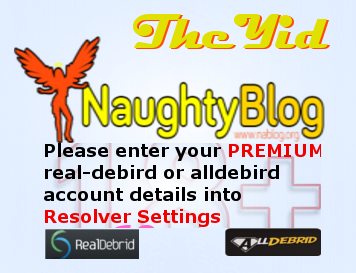 TheYid
NaughtyBlog
www.nablog.org
18+
Please enter your PREMIUM
real-debird or alldebird
account details into
Resolver Settings
RealDebrid
ALLDEBRID